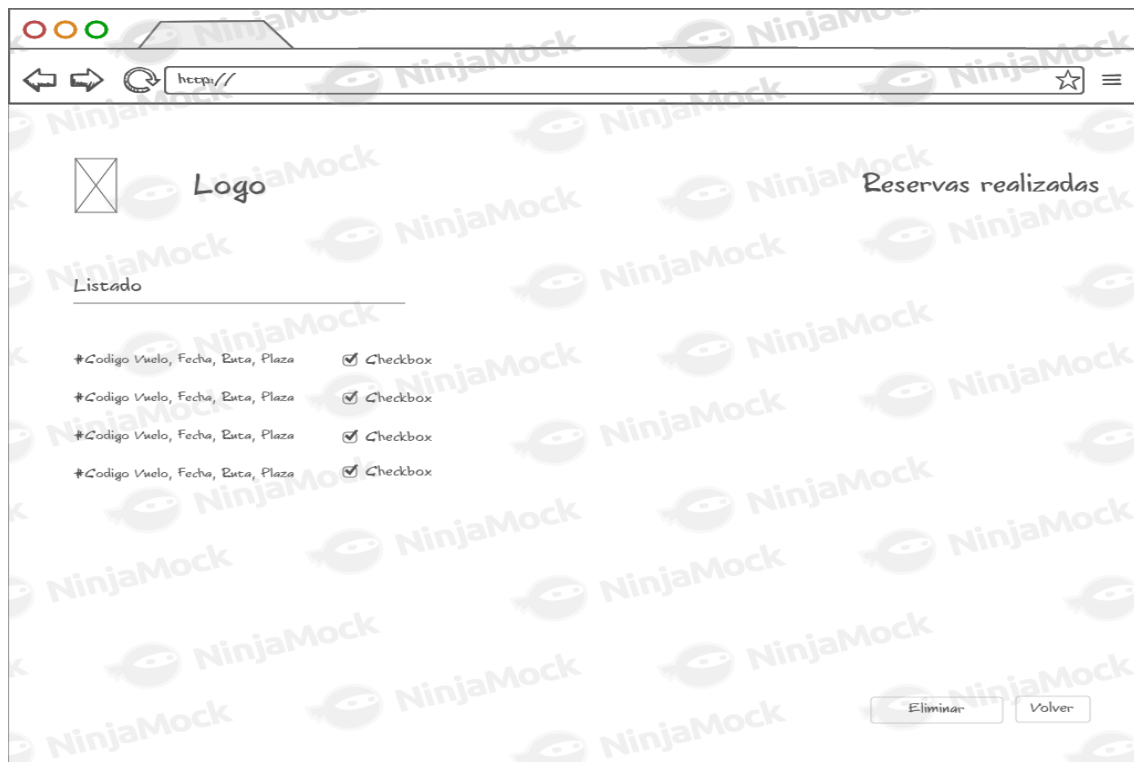 http://
Logo
Reservas realizadas
Listado
#Codigo Vuelo, Fecha, Ruta, Plaza
Checkbox
#Codigo Vuelo, Fecha, Ruta, Plaza
Checkbox
#Codigo Vuelo, Fecha, Ruta, Plaza
Checkbox
#Codigo Vuelo, Fecha, Ruta, Plaza
Checkbox
Eliminar
Volver
NinjaMock